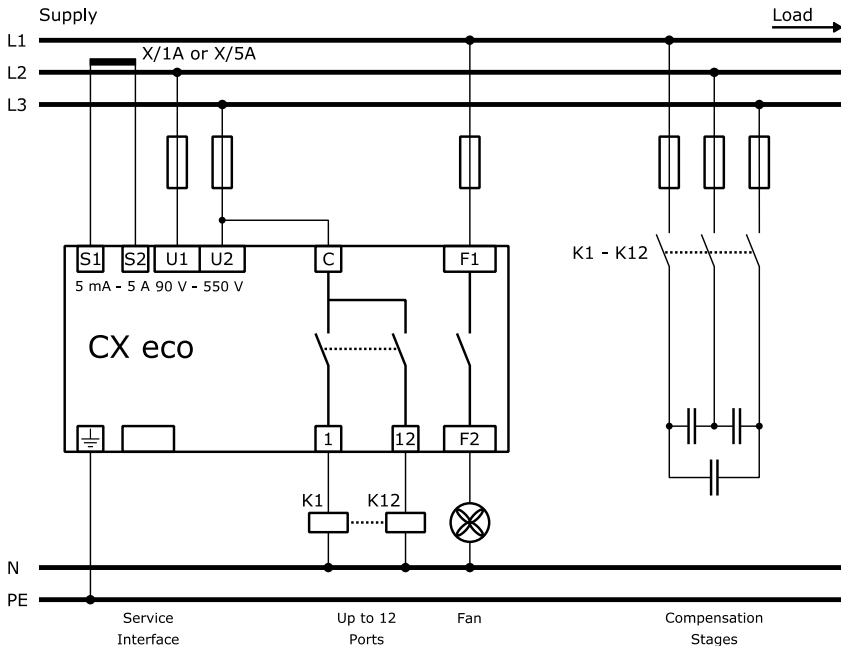 Supply
Load
L1
X/1A or X/5A
L2
L3
K1 - K12
S1 S2 U1 U2 C F1
5 mA - 5 A 90 V - 550 V
CX eco
1 12 F2
K1 K12
N
PE
Service
Interface
Up to 12
Ports
Fan
Compensation
Stages